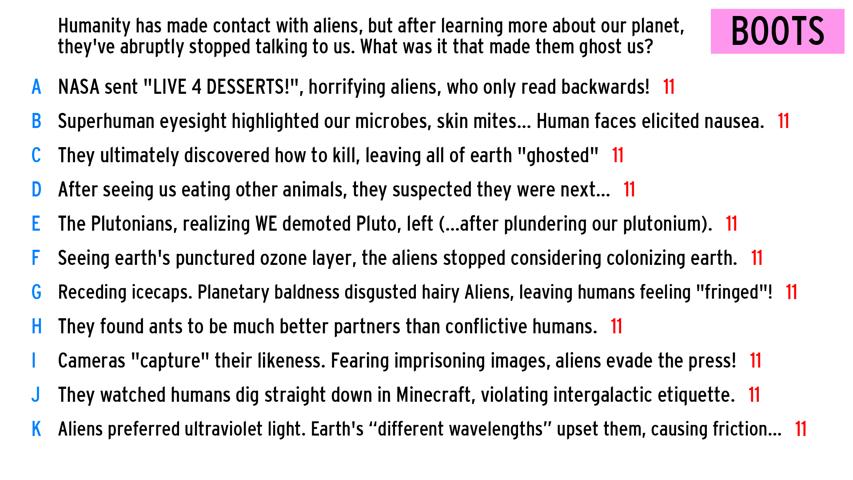 Humanity has made contact with aliens, but after learning more about our planet,
they've abruptly stopped talking to us. What was it that made them ghost us?
BOOTS
A NASA sent "LIVE 4 DESSERTS!", horrifying aliens, who only read backwards! 11
B Superhuman eyesight highlighted our microbes, skin mites... Human faces elicited nausea. 11
C They ultimately discovered how to kill, leaving all of earth "ghosted" 11
D After seeing us eating other animals, they suspected they were next... 11
E The Plutonians, realizing WE demoted Pluto, left (...after plundering our plutonium). 11
F Seeing earth's punctured ozone layer, the aliens stopped considering colonizing earth. 11
G Receding icecaps. Planetary baldness disgusted hairy Aliens, leaving humans feeling "fringed"! 11
H They found ants to be much better partners than conflictive humans. 11
I Cameras "capture" their likeness. Fearing imprisoning images, aliens evade the press! 11
J They watched humans dig straight down in Minecraft, violating intergalactic etiquette. 11
K Aliens preferred ultraviolet light. Earth's “different wavelengths” upset them, causing friction... 11